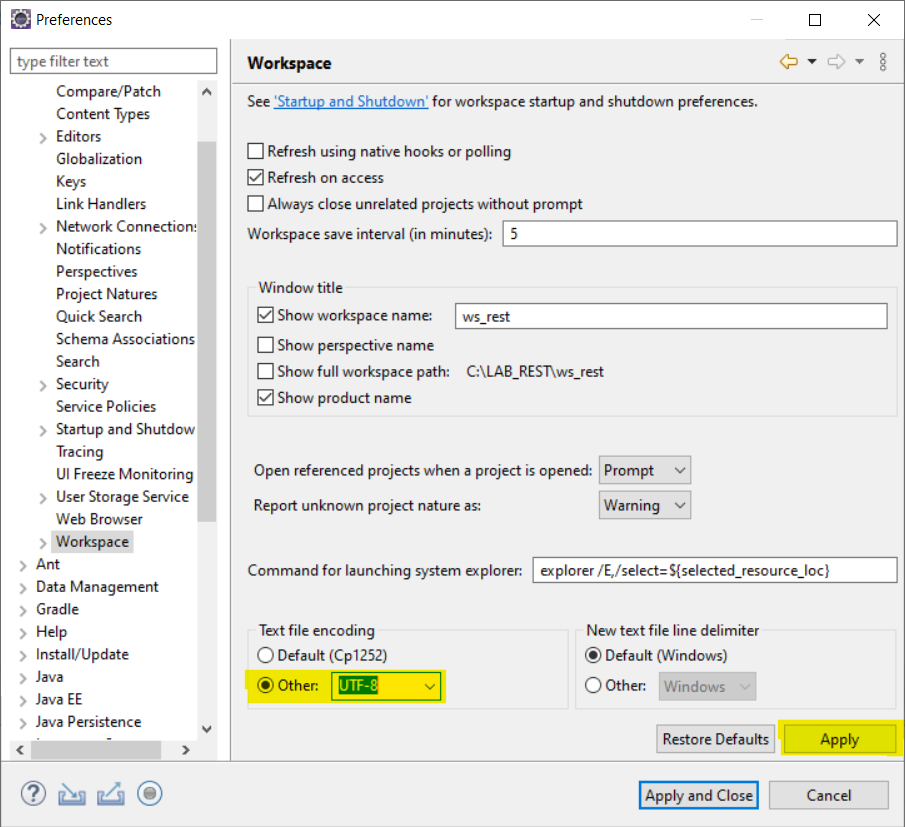 Preferences
type filter text
Compare/Patch
Content Types
Editors
Globalization
Keys
Link Handlers
Network Connection
Notifications
Perspectives
Project Natures
Quick Search
Schema Associations
Search
Security
Service Policies
Startup and Shutdow
Tracing
UI Freeze Monitoring
User Storage Service
Web Browser
Workspace
Ant
Data Management
Gradle
Help
Install/Update
Java
Java EE
Java Persistence
Workspace
See 'Startup and Shutdown' for workspace startup and shutdown preferences.
Refresh using native hooks or polling
Refresh on access
Always close unrelated projects without prompt
Workspace save interval (in minutes): 5
Window title
Show workspace name: ws_rest
Show perspective name
Show full workspace path: C:\LAB_REST\ws_rest
Show product name
Open referenced projects when a project is opened: Prompt
Report unknown project nature as: Warning
Command for launching system explorer: explorer /E,/select=${selected_resource_loc}
Text file encoding
Default (Cp1252)
Other: UTF-8
New text file line delimiter
Default (Windows)
Other: Windows
Restore Defaults Apply
Apply and Close Cancel